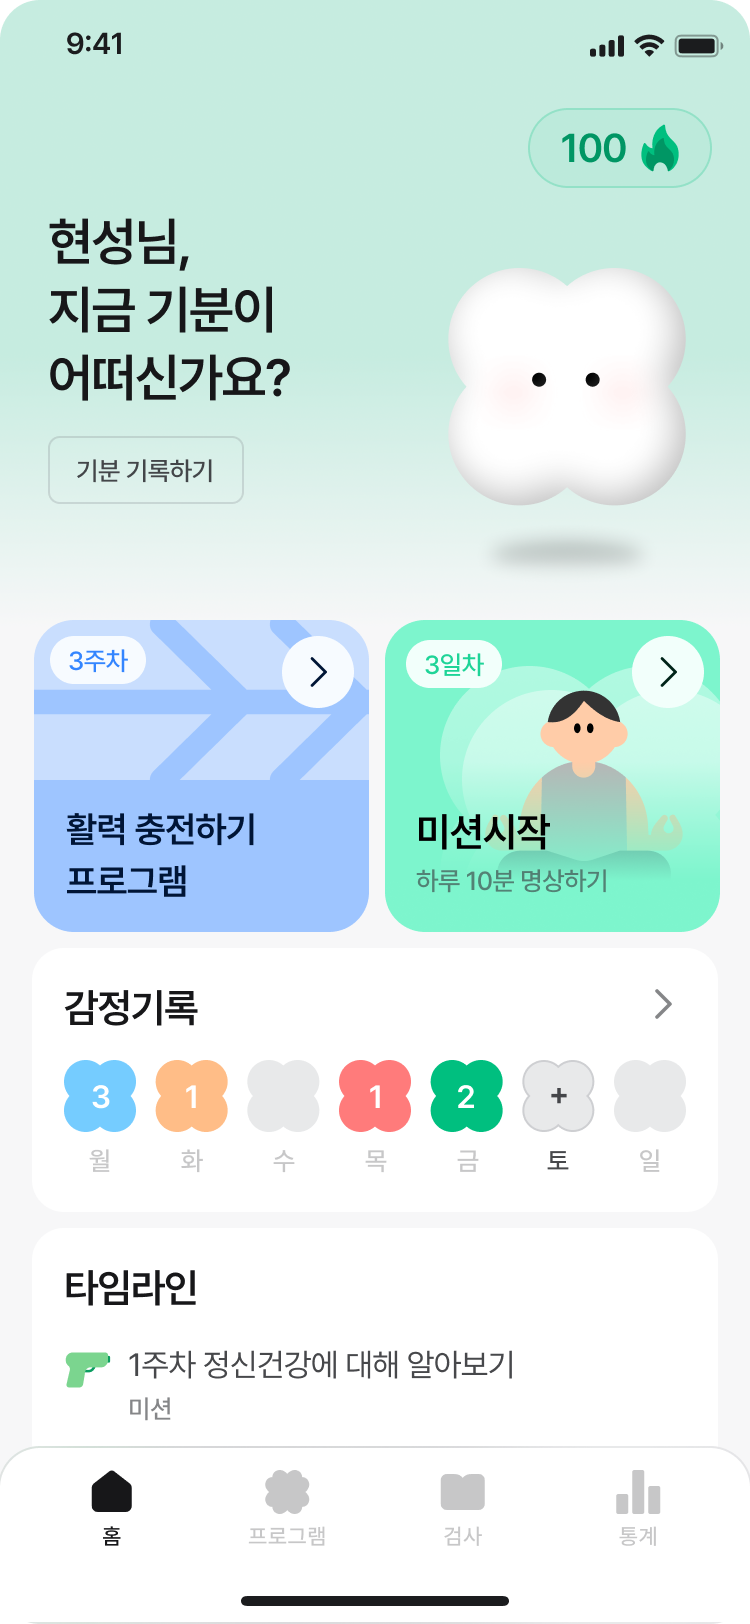 9:41
100
현성님,
지금 기분이
어떠신가요?
기분 기록하기
3주차
활력 충전하기
프로그램
3일차
미션시작
하루 10분 명상하기
감정기록
3 1 1 2 +
월 화 수 목 금 토 일
타임라인
1주차 정신건강에 대해 알아보기
미션
홈 프로그램 검사 통계